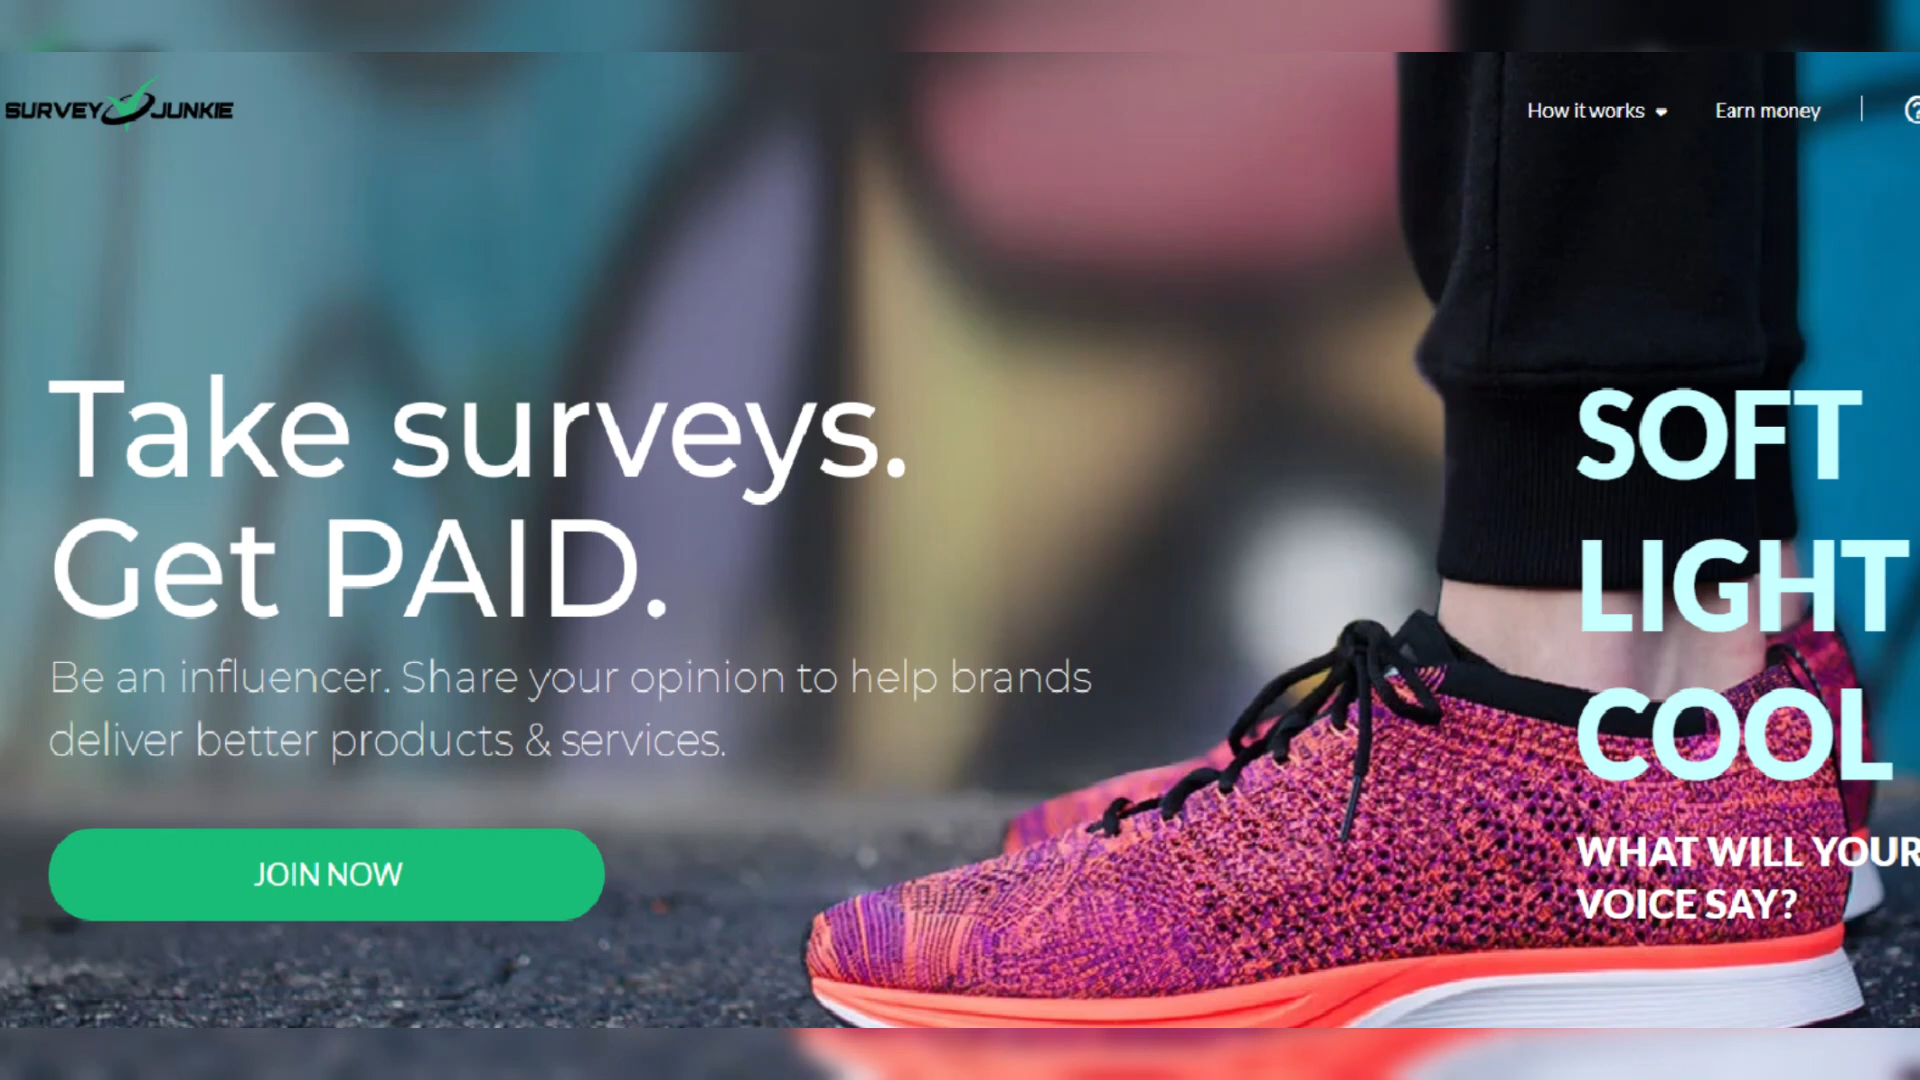 SURVEY JUNKIE
How it works
Earn money
Take surveys.
Get PAID.
Be an influencer. Share your opinion to help brands
deliver better products & services.
JOIN NOW
SOFT
LIGHT
COOL
WHAT WILL YOUR
VOICE SAY?